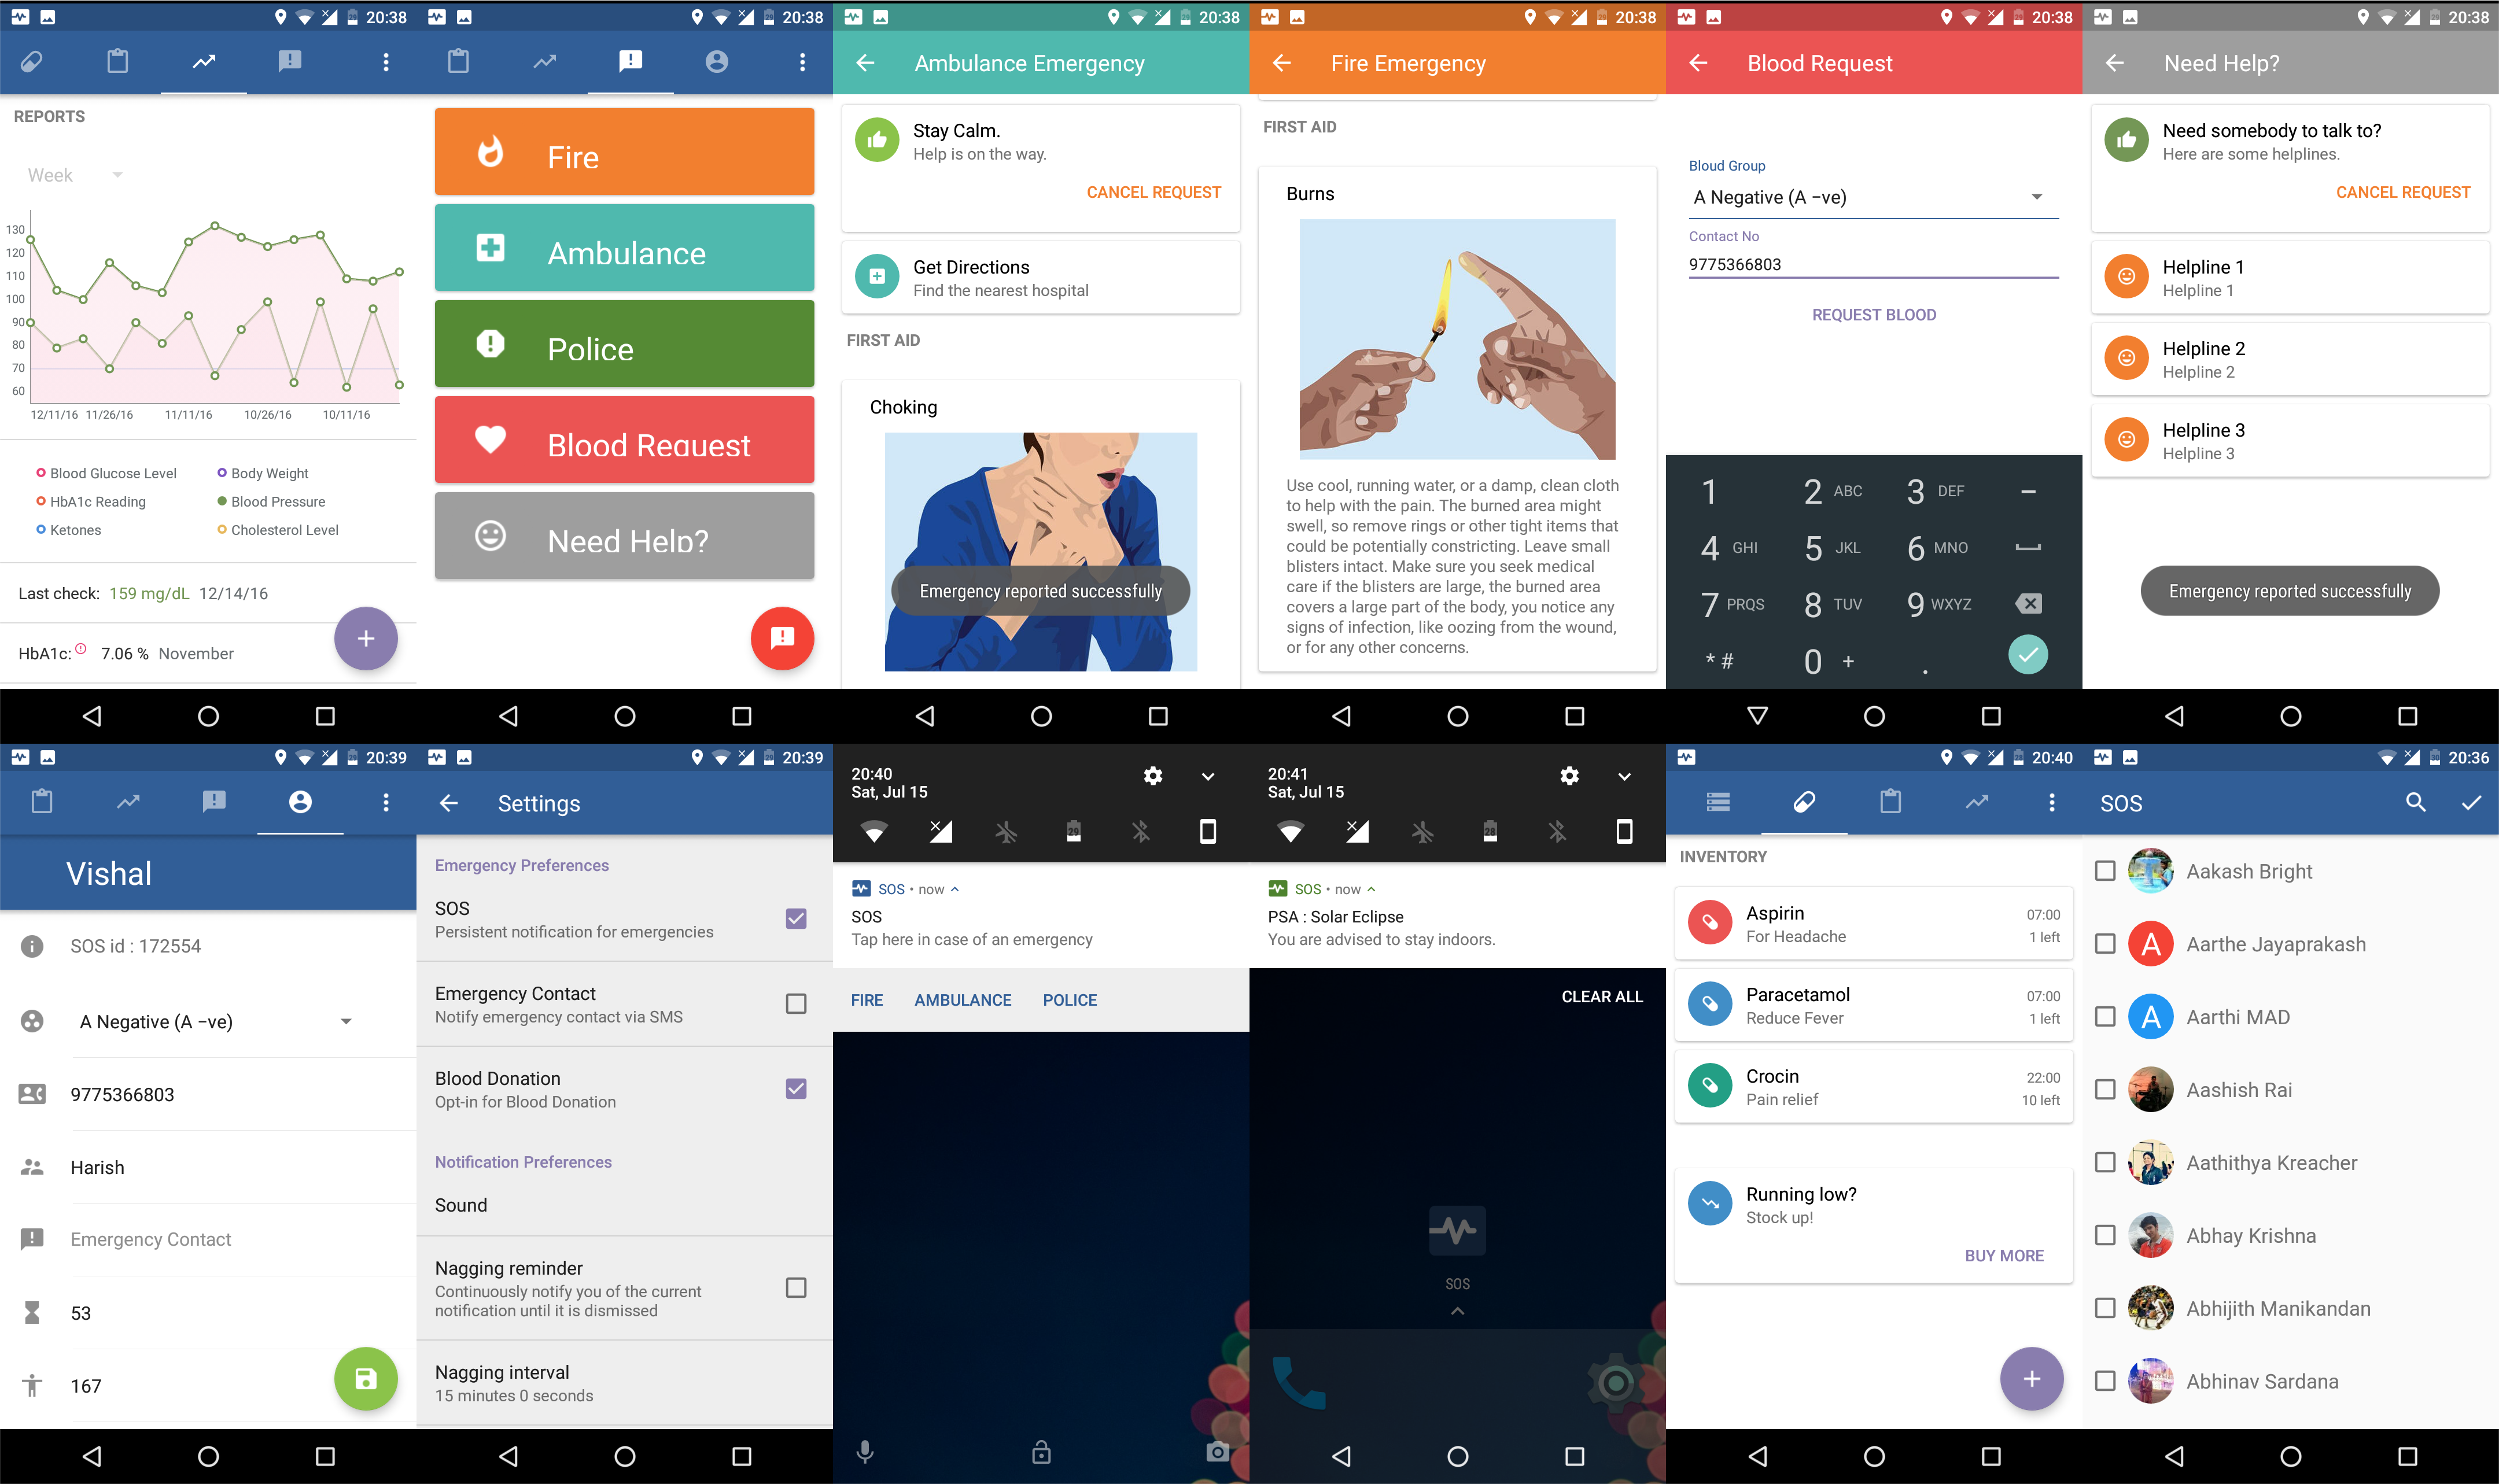 20:38
REPORTS
Week
130
120
110
100
90
80
70
60
12/11/16 11/26/16 11/11/16 10/26/16 10/11/16
Blood Glucose Level Body Weight
HbA1c Reading Blood Pressure
Ketones Cholesterol Level
Last check: 159 mg/dL 12/14/16
HbA1c: 7.06 % November
20:38
Fire
Ambulance
Police
Blood Request
Need Help?
20:38
Ambulance Emergency
Stay Calm.
Help is on the way.
CANCEL REQUEST
Get Directions
Find the nearest hospital
FIRST AID
Choking
Emergency reported successfully
20:38
Fire Emergency
FIRST AID
Burns
Use cool, running water, or a damp, clean cloth
to help with the pain. The burned area might
swell, so remove rings or other tight items that
could be potentially constricting. Leave small
blisters intact. Make sure you seek medical
care if the blisters are large, the burned area
covers a large part of the body, you notice any
signs of infection, like oozing from the wound,
or for any other concerns.
20:38
Blood Request
Bloud Group
A Negative (A −ve)
Contact No
9775366803
REQUEST BLOOD
1 2 ABC 3 DEF −
4 GHI 5 JKL 6 MNO
7 PRQS 8 TUV 9 WXYZ
* # 0 + .
20:38
Need Help?
Need somebody to talk to?
Here are some helplines.
CANCEL REQUEST
Helpline 1
Helpline 1
Helpline 2
Helpline 2
Helpline 3
Helpline 3
Emergency reported successfully
20:39
Vishal
SOS id : 172554
A Negative (A −ve)
9775366803
Harish
Emergency Contact
53
167
20:39
Settings
Emergency Preferences
SOS
Persistent notification for emergencies
Emergency Contact
Notify emergency contact via SMS
Blood Donation
Opt-in for Blood Donation
Notification Preferences
Sound
Nagging reminder
Continuously notify you of the current
notification until it is dismissed
Nagging interval
15 minutes 0 seconds
20:40
Sat, Jul 15
29
SOS • now
SOS
Tap here in case of an emergency
FIRE AMBULANCE POLICE
20:41
Sat, Jul 15
28
SOS • now
PSA : Solar Eclipse
You are advised to stay indoors.
CLEAR ALL
SOS
20:40
INVENTORY
Aspirin 07:00
For Headache 1 left
Paracetamol 07:00
Reduce Fever 1 left
Crocin 22:00
Pain relief 10 left
Running low?
Stock up!
BUY MORE
20:36
SOS
Aakash Bright
A Aarthe Jayaprakash
A Aarthi MAD
Aashish Rai
Aathithya Kreacher
Abhay Krishna
Abhijith Manikandan
Abhinav Sardana